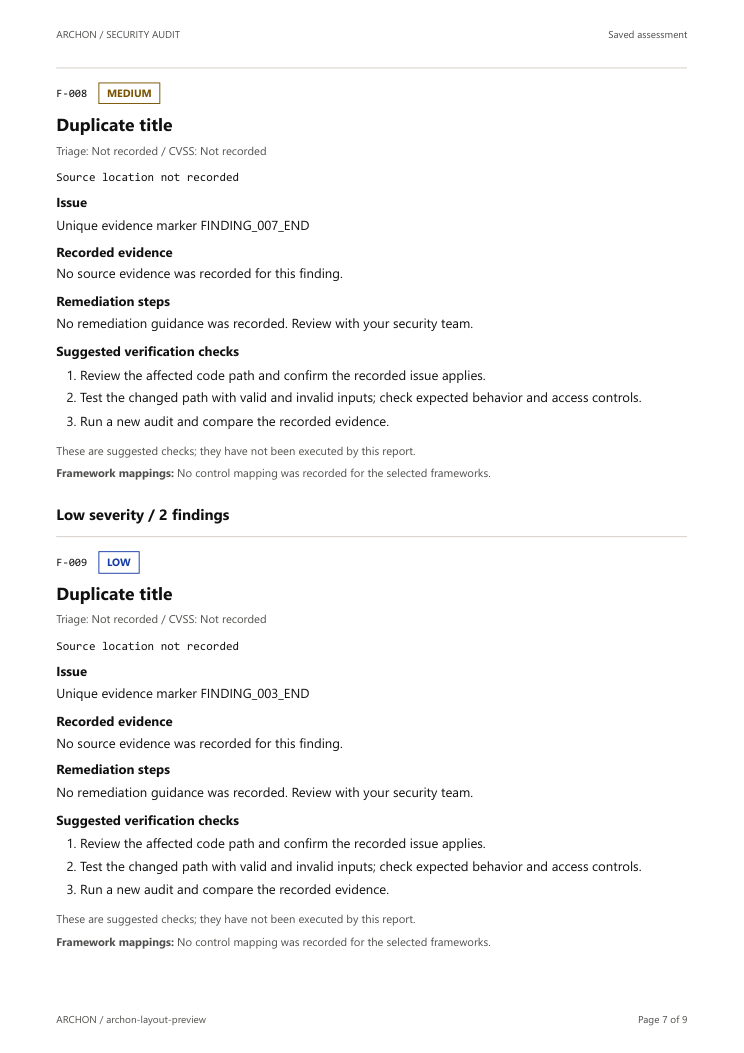 ARCHON / SECURITY AUDIT
Saved assessment
F-008
MEDIUM
Duplicate title
Triage: Not recorded / CVSS: Not recorded
Source location not recorded
Issue
Unique evidence marker FINDING_007_END
Recorded evidence
No source evidence was recorded for this finding.
Remediation steps
No remediation guidance was recorded. Review with your security team.
Suggested verification checks
1. Review the affected code path and confirm the recorded issue applies.
2. Test the changed path with valid and invalid inputs; check expected behavior and access controls.
3. Run a new audit and compare the recorded evidence.
These are suggested checks; they have not been executed by this report.
Framework mappings: No control mapping was recorded for the selected frameworks.
Low severity / 2 findings
F-009
LOW
Duplicate title
Triage: Not recorded / CVSS: Not recorded
Source location not recorded
Issue
Unique evidence marker FINDING_003_END
Recorded evidence
No source evidence was recorded for this finding.
Remediation steps
No remediation guidance was recorded. Review with your security team.
Suggested verification checks
1. Review the affected code path and confirm the recorded issue applies.
2. Test the changed path with valid and invalid inputs; check expected behavior and access controls.
3. Run a new audit and compare the recorded evidence.
These are suggested checks; they have not been executed by this report.
Framework mappings: No control mapping was recorded for the selected frameworks.
ARCHON / archon-layout-preview
Page 7 of 9